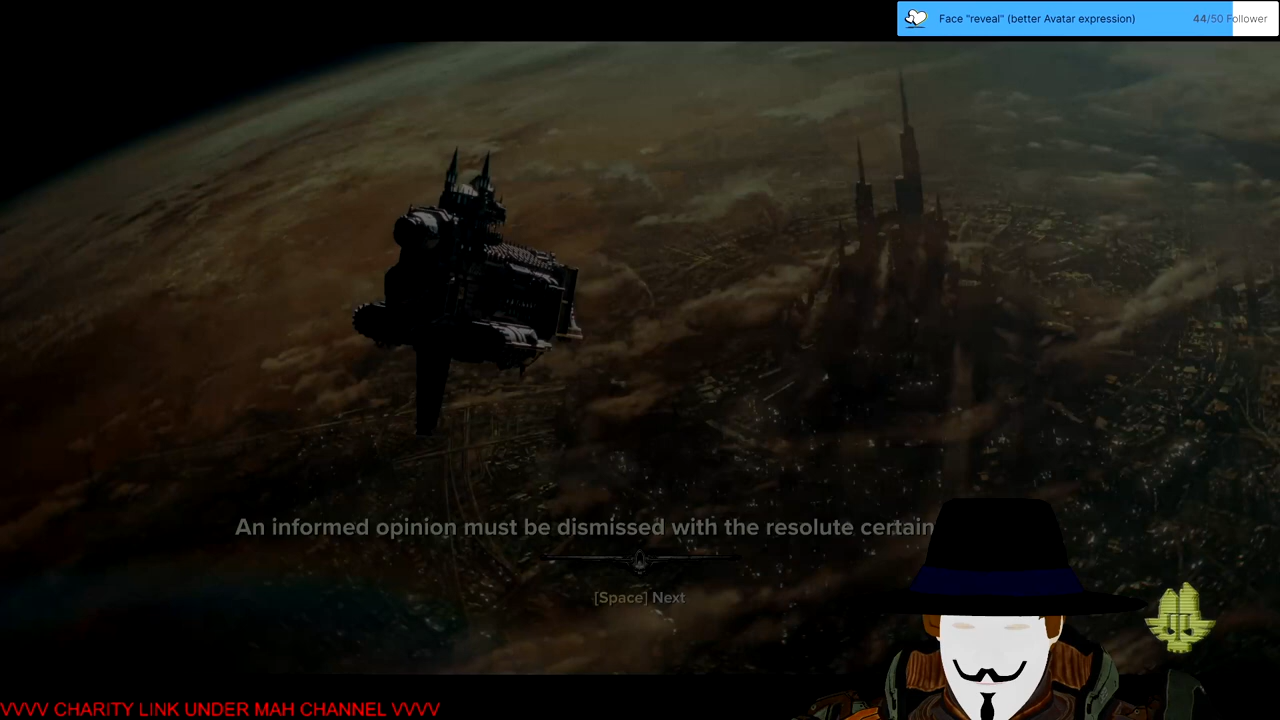 Face "reveal" (better Avatar expression) 44/50 Follower
An informed opinion must be dismissed with the resolute certain
[Space] Next
VVVV CHARITY LINK UNDER MAH CHANNEL VVVV